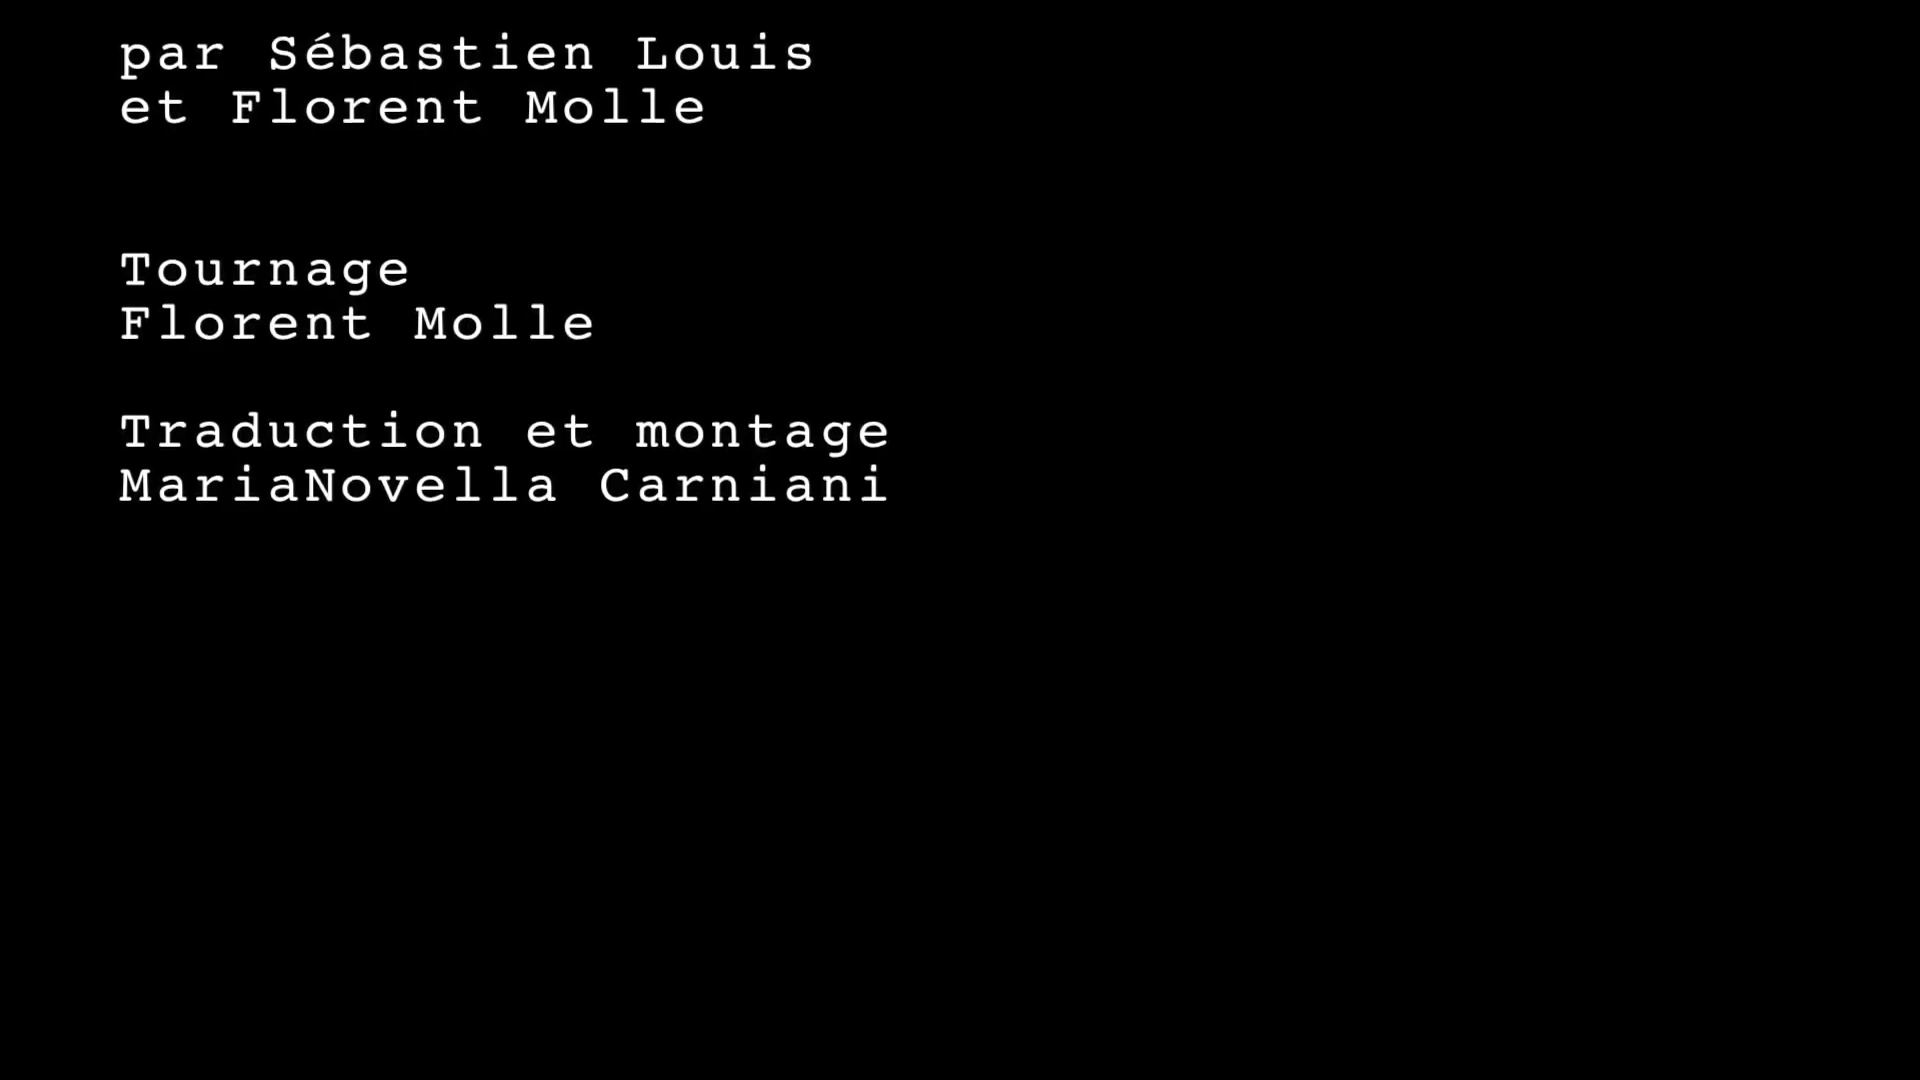 par Sébastien Louis
et Florent Molle
Tournage
Florent Molle
Traduction et montage
MariaNovella Carniani